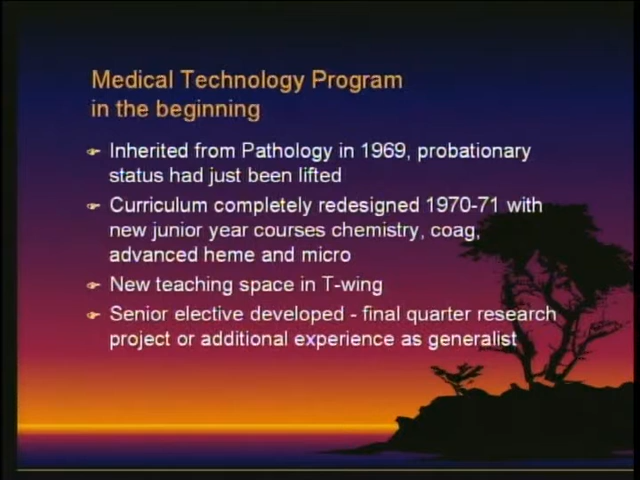 Medical Technology Program
in the beginning
Inherited from Pathology in 1969, probationary
status had just been lifted
Curriculum completely redesigned 1970-71 with
new junior year courses chemistry, coag,
advanced heme and micro
New teaching space in T-wing
Senior elective developed - final quarter research
project or additional experience as generalist